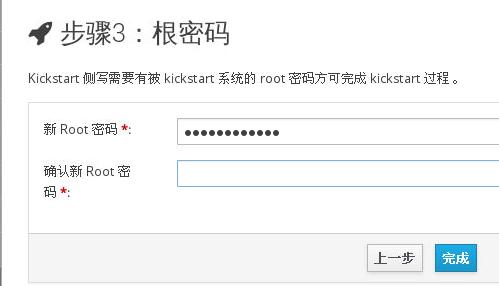 步骤3：根密码
Kickstart 侧写需要有被 kickstart 系统的 root 密码方可完成 kickstart 过程 。
新 Root 密码 *:
●●●●●●●●●●●●
确认新 Root 密
码 *:
上一步 完成